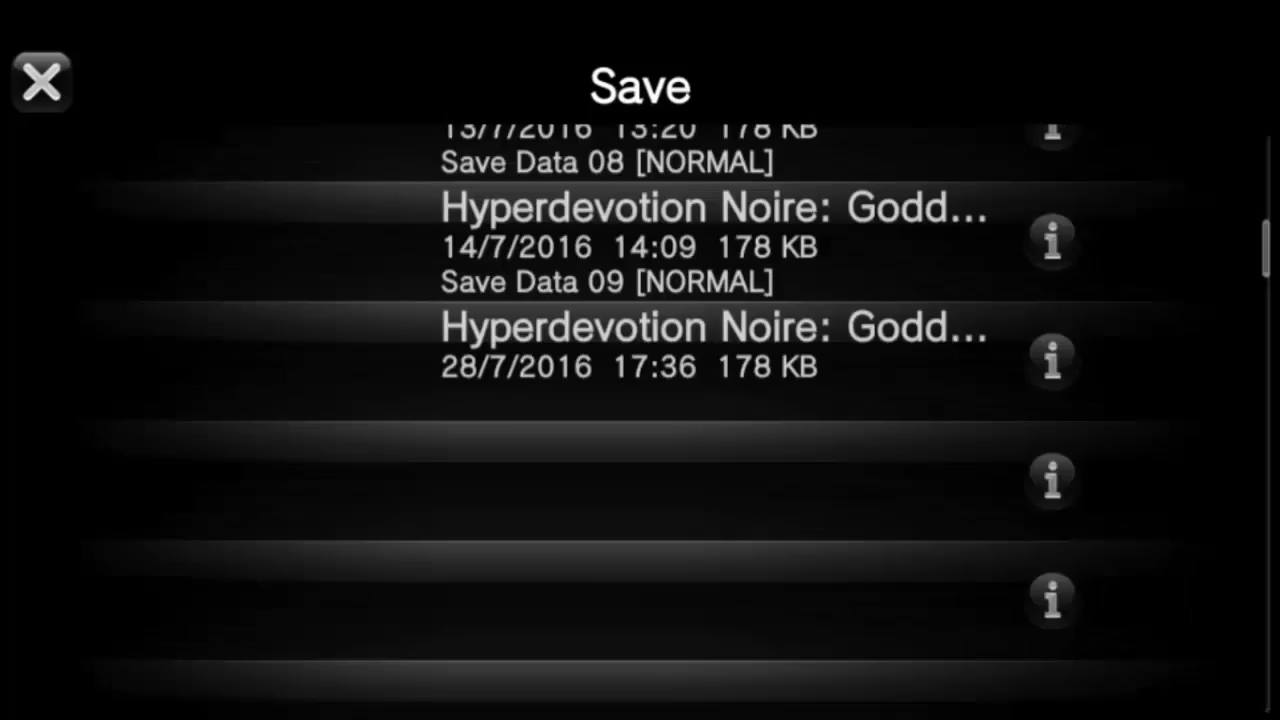 Save
13/7/2016 13:20 178 KB
Save Data 08 [NORMAL]
Hyperdevotion Noire: Godd...
14/7/2016 14:09 178 KB
Save Data 09 [NORMAL]
Hyperdevotion Noire: Godd...
28/7/2016 17:36 178 KB